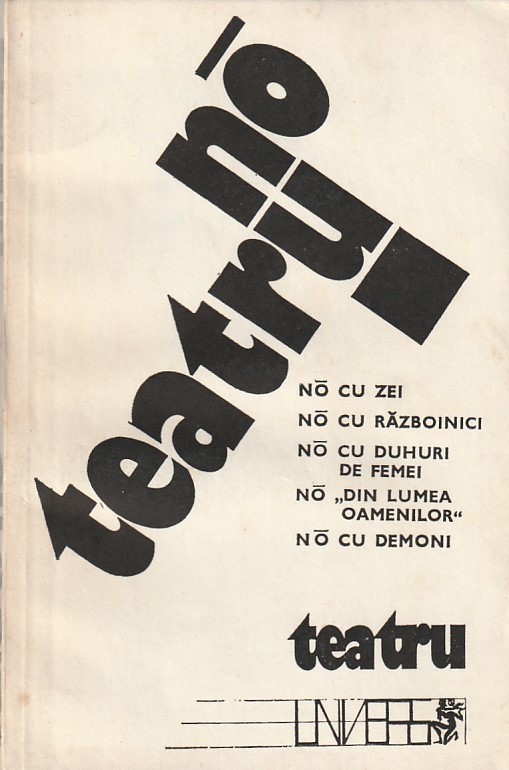 teatru nō
NŌ CU ZEI
NŌ CU RĂZBOINICI
NŌ CU DUHURI
DE FEMEI
NŌ „DIN LUMEA
OAMENILOR“
NŌ CU DEMONI
teatru
UNIVERS